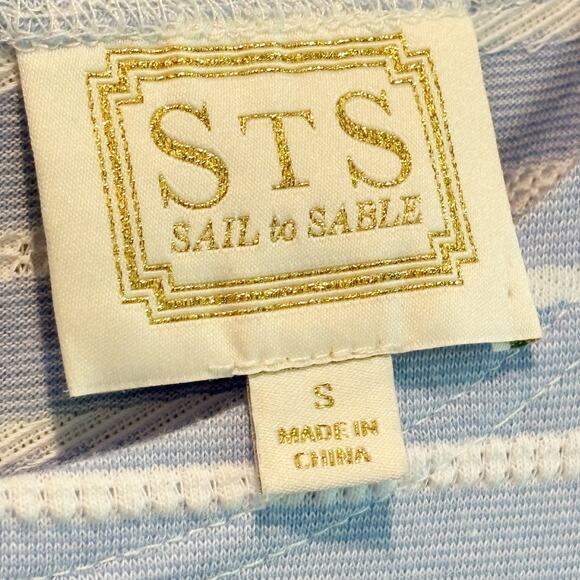 STS
SAIL to SABLE
S
MADE IN
CHINA